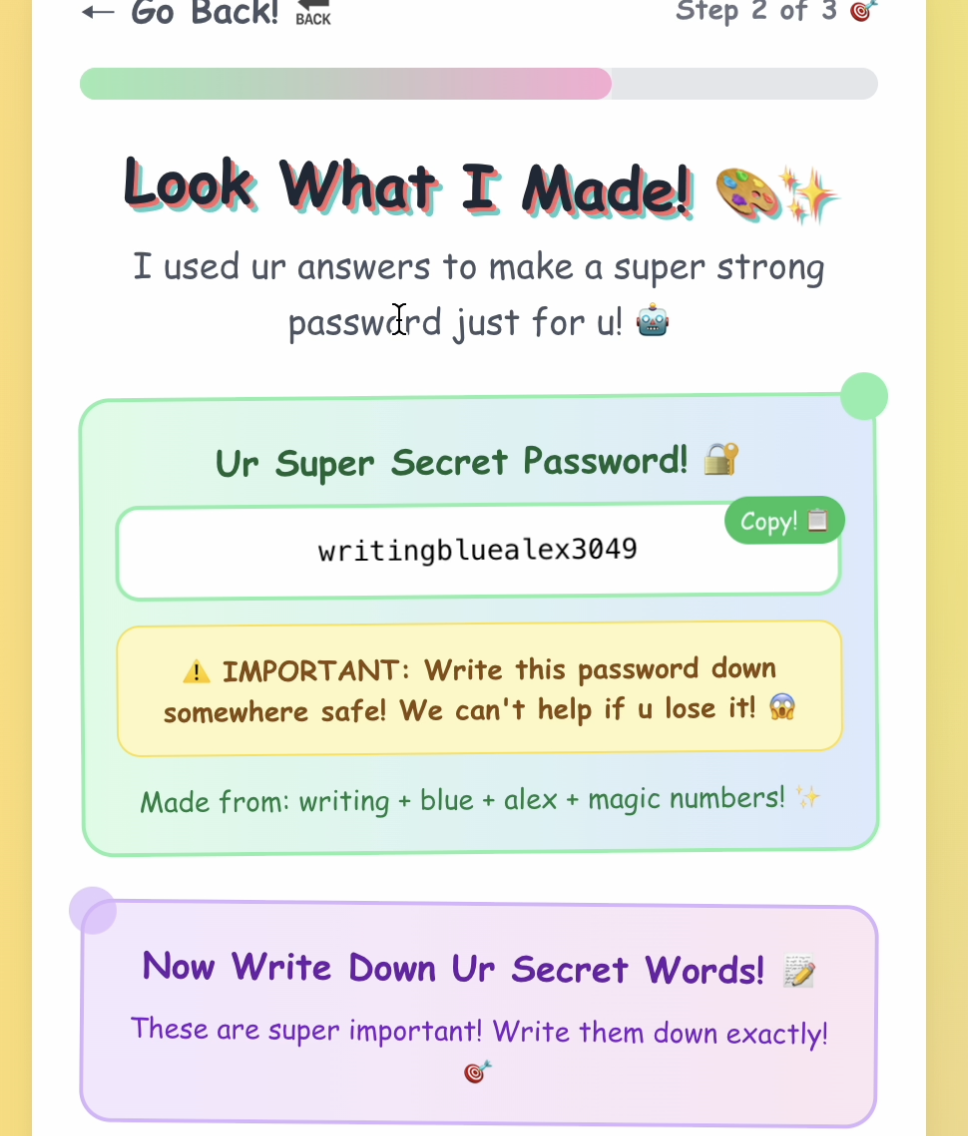 ← Go Back! 🔙
Step 2 of 3 🎯
Look What I Made! 🎨✨
I used ur answers to make a super strong
password just for u! 🤖
Ur Super Secret Password! 🔐
Copy! 📋
writingbluealex3049
⚠️ IMPORTANT: Write this password down
somewhere safe! We can't help if u lose it! 😱
Made from: writing + blue + alex + magic numbers! ✨
Now Write Down Ur Secret Words! 📝
These are super important! Write them down exactly!
🎯